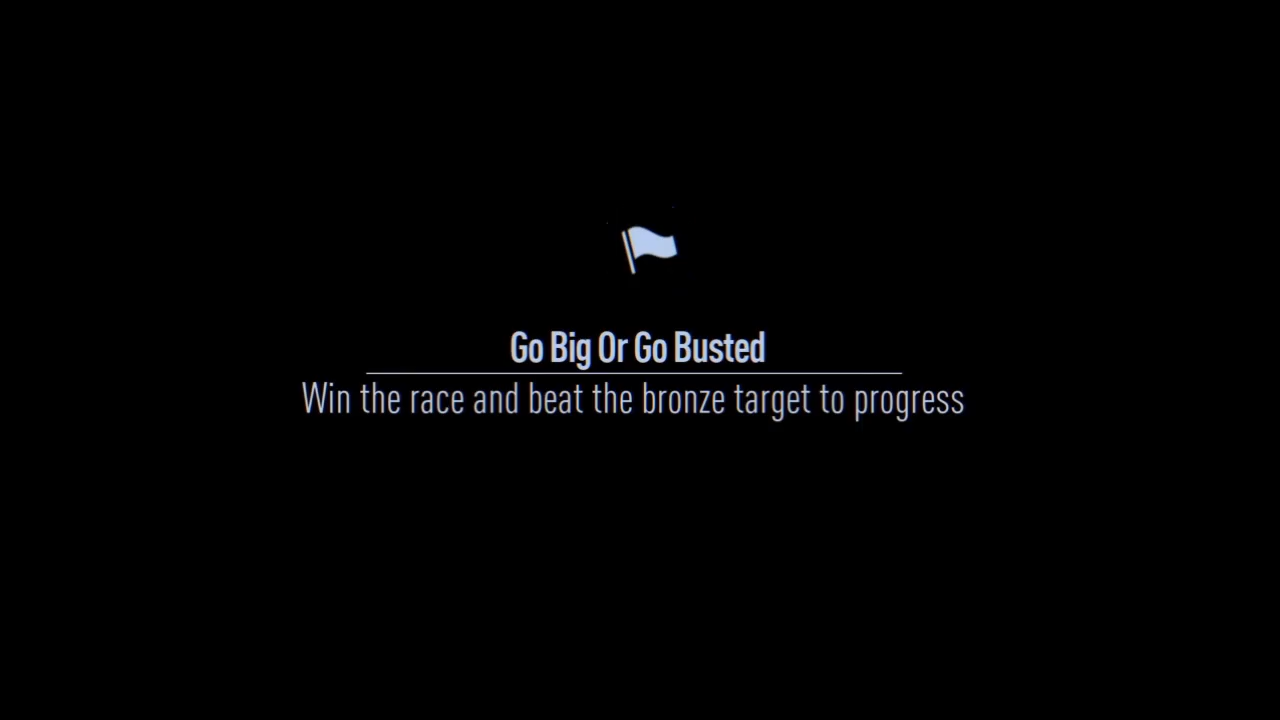 Go Big Or Go Busted
Win the race and beat the bronze target to progress